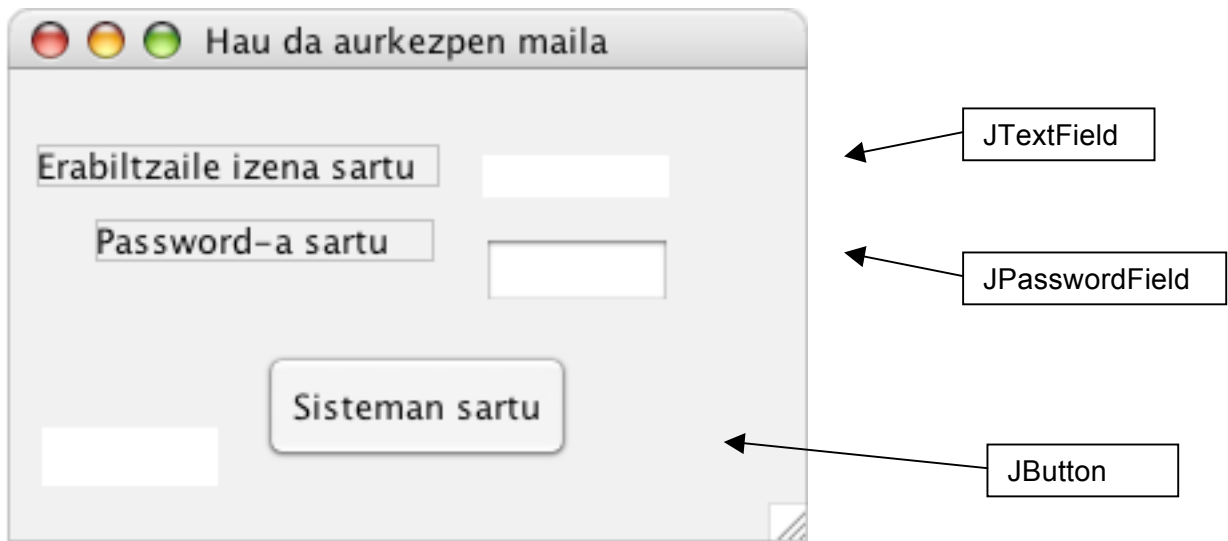 Hau da aurkezpen maila
JTextField
Erabiltzaile izena sartu
Password-a sartu
JPasswordField
Sisteman sartu
JButton